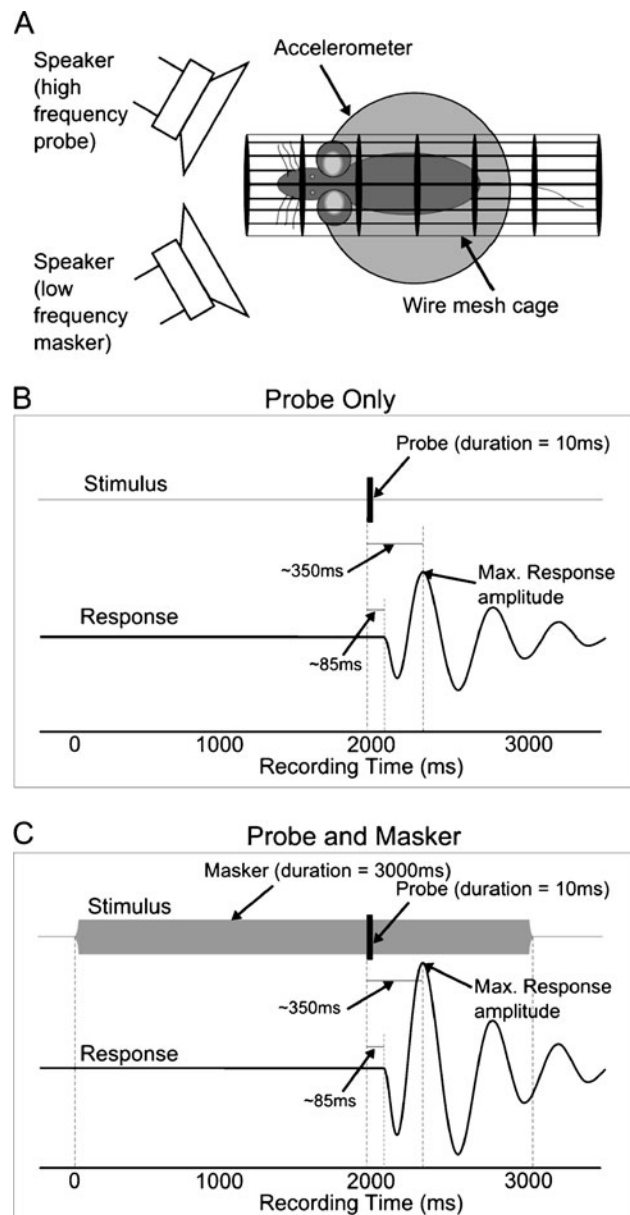 A
Speaker
(high
frequency
probe)
Accelerometer
Speaker
(low
frequency
masker)
Wire mesh cage
B
Probe Only
Probe (duration = 10ms)
Stimulus
~350ms
Max. Response
amplitude
Response
~85ms
0 1000 2000 3000
Recording Time (ms)
C
Probe and Masker
Masker (duration = 3000ms)
Probe (duration = 10ms)
Stimulus
Max. Response
amplitude
~350ms
Response
~85ms
0 1000 2000 3000
Recording Time (ms)